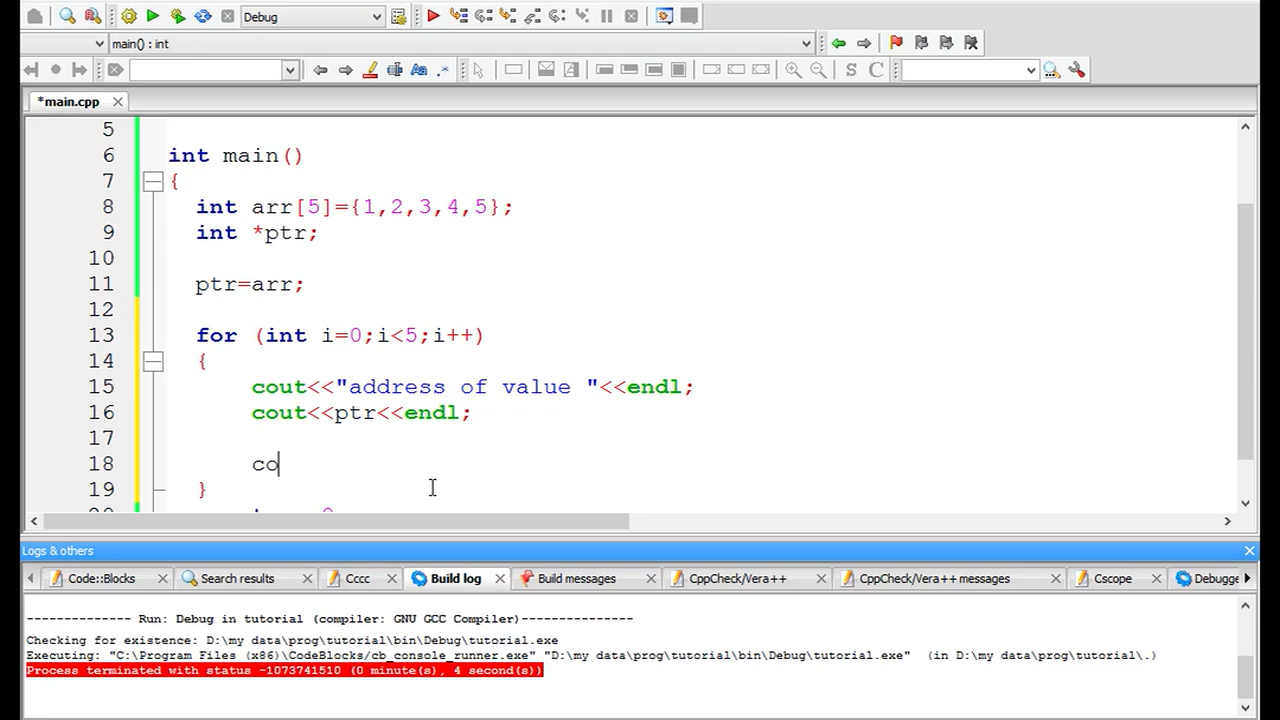 Debug
main() : int
*main.cpp
5
6 int main()
7 {
8 int arr[5]={1,2,3,4,5};
9 int *ptr;
10
11 ptr=arr;
12
13 for (int i=0;i<5;i++)
14 {
15 cout<<"address of value "<<endl;
16 cout<<ptr<<endl;
17
18 co
19 }
Logs & others
Code::Blocks Search results Cccc Build log Build messages CppCheck/Vera++ CppCheck/Vera++ messages Cscope Debugge
-------------- Run: Debug in tutorial (compiler: GNU GCC Compiler)---------------
Checking for existence: D:\my data\prog\tutorial\bin\Debug\tutorial.exe
Executing: "C:\Program Files (x86)\CodeBlocks/cb_console_runner.exe" "D:\my data\prog\tutorial\bin\Debug\tutorial.exe"  (in D:\my data\prog\tutorial\.)
Process terminated with status -1073741510 (0 minute(s), 4 second(s))